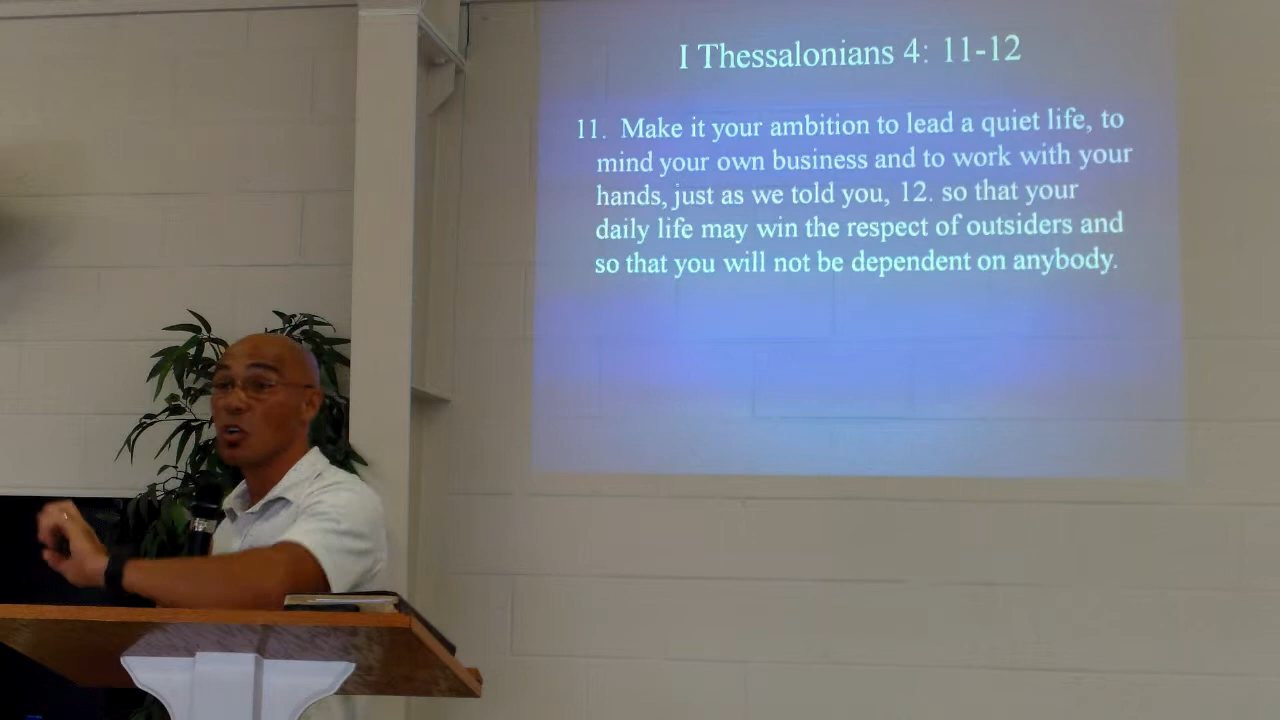 I Thessalonians 4: 11-12
11. Make it your ambition to lead a quiet life, to
mind your own business and to work with your
hands, just as we told you, 12. so that your
daily life may win the respect of outsiders and
so that you will not be dependent on anybody.